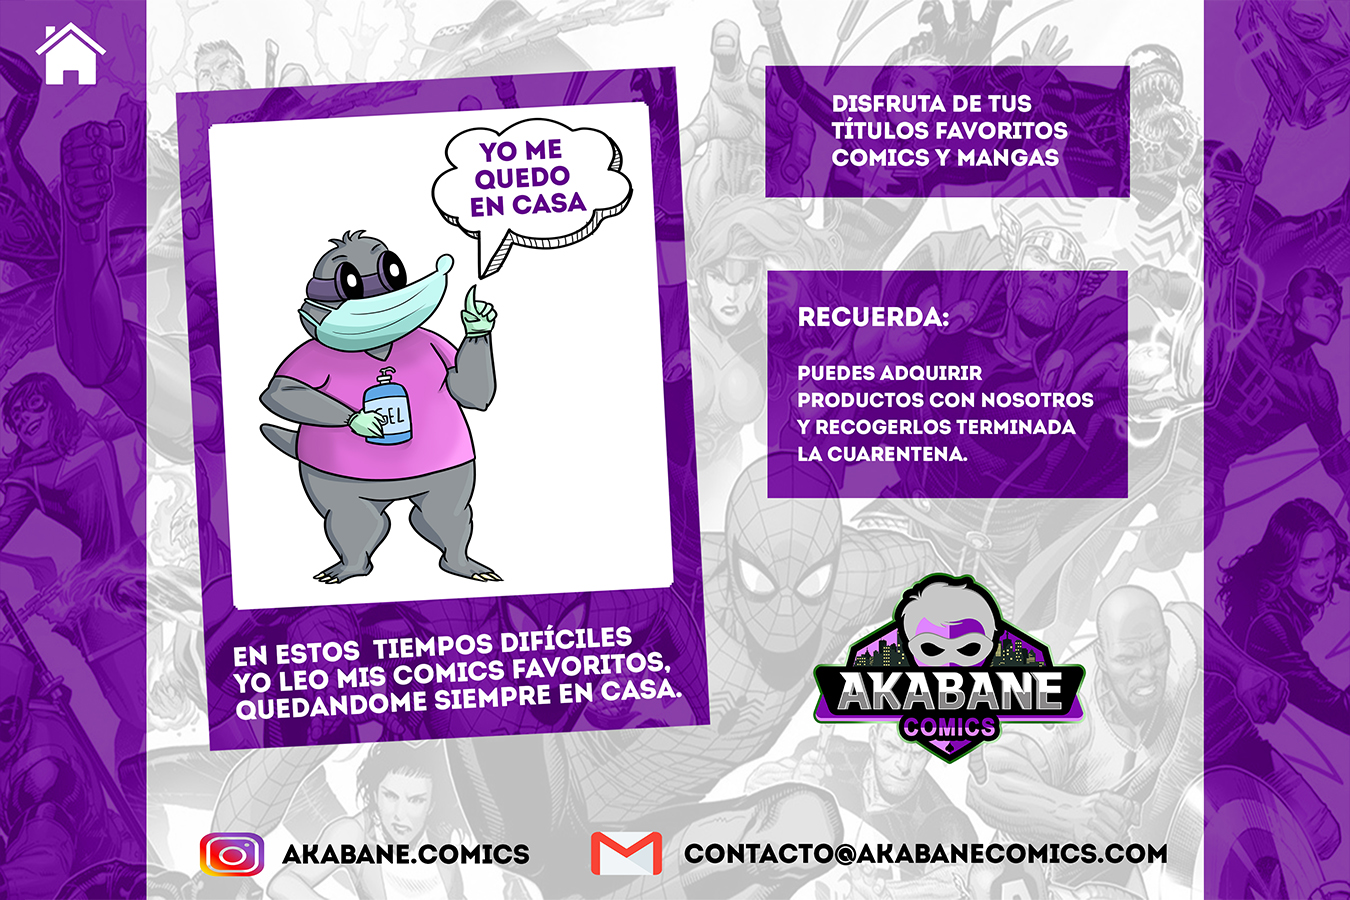 YO ME
QUEDO
EN CASA
GEL
EN ESTOS TIEMPOS DIFÍCILES
YO LEO MIS COMICS FAVORITOS,
QUEDANDOME SIEMPRE EN CASA.
DISFRUTA DE TUS
TÍTULOS FAVORITOS
COMICS Y MANGAS
RECUERDA:
PUEDES ADQUIRIR
PRODUCTOS CON NOSOTROS
Y RECOGERLOS TERMINADA
LA CUARENTENA.
AKABANE
COMICS
AKABANE.COMICS
CONTACTO@AKABANECOMICS.COM